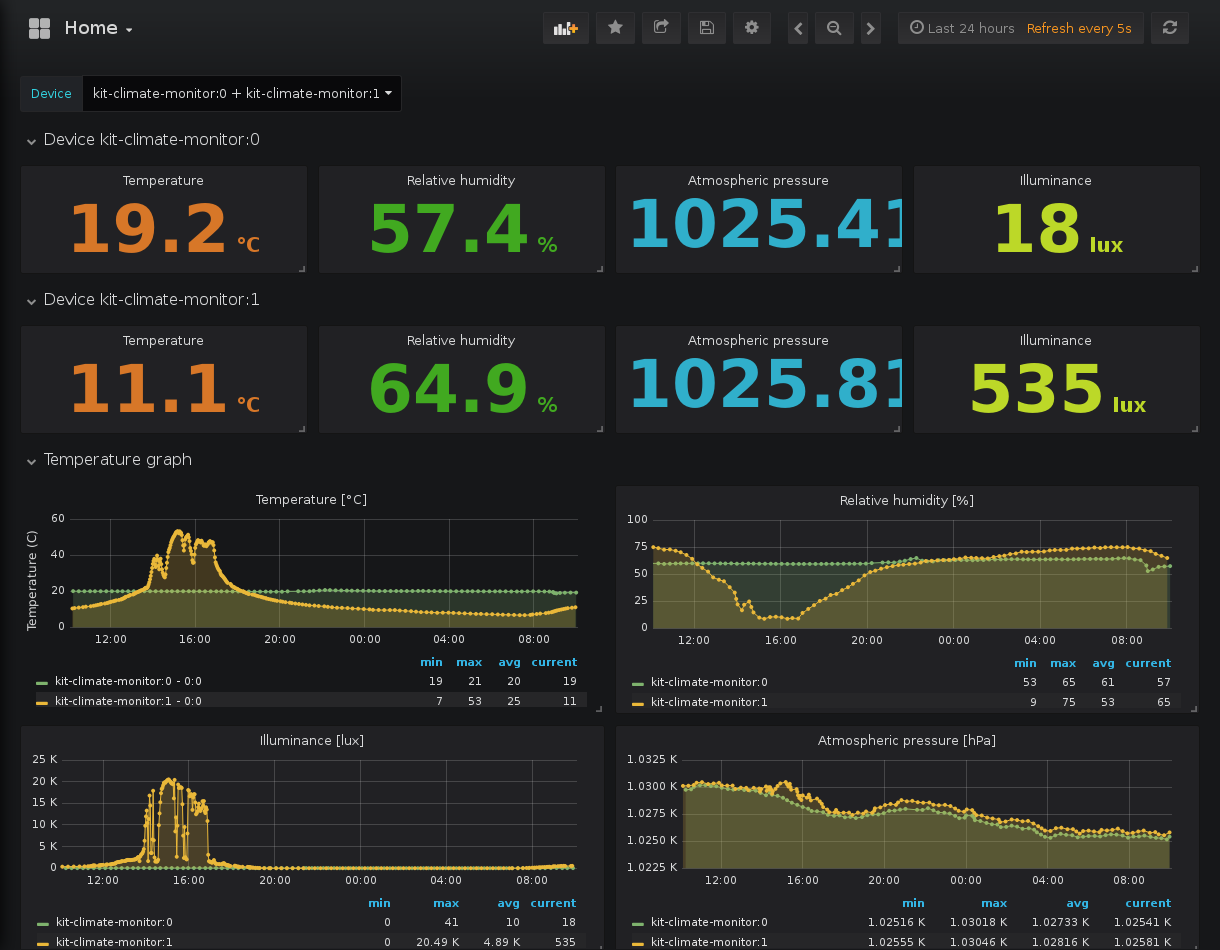 Home
Last 24 hours Refresh every 5s
Device kit-climate-monitor:0 + kit-climate-monitor:1
Device kit-climate-monitor:0
Temperature Relative humidity Atmospheric pressure Illuminance
19.2 °C 57.4 % 1025.41 18 lux
Device kit-climate-monitor:1
Temperature Relative humidity Atmospheric pressure Illuminance
11.1 °C 64.9 % 1025.81 535 lux
Temperature graph
Temperature [°C]
Temperature (C)
60
40
20
0
12:00 16:00 20:00 00:00 04:00 08:00
min max avg current
kit-climate-monitor:0 - 0:0 19 21 20 19
kit-climate-monitor:1 - 0:0 7 53 25 11
Relative humidity [%]
100
75
50
25
0
12:00 16:00 20:00 00:00 04:00 08:00
min max avg current
kit-climate-monitor:0 53 65 61 57
kit-climate-monitor:1 9 75 53 65
Illuminance [lux]
25 K
20 K
15 K
10 K
5 K
0
12:00 16:00 20:00 00:00 04:00 08:00
min max avg current
kit-climate-monitor:0 0 41 10 18
kit-climate-monitor:1 0 20.49 K 4.89 K 535
Atmospheric pressure [hPa]
1.0325 K
1.0300 K
1.0275 K
1.0250 K
1.0225 K
12:00 16:00 20:00 00:00 04:00 08:00
min max avg current
kit-climate-monitor:0 1.02516 K 1.03018 K 1.02733 K 1.02541 K
kit-climate-monitor:1 1.02555 K 1.03046 K 1.02816 K 1.02581 K